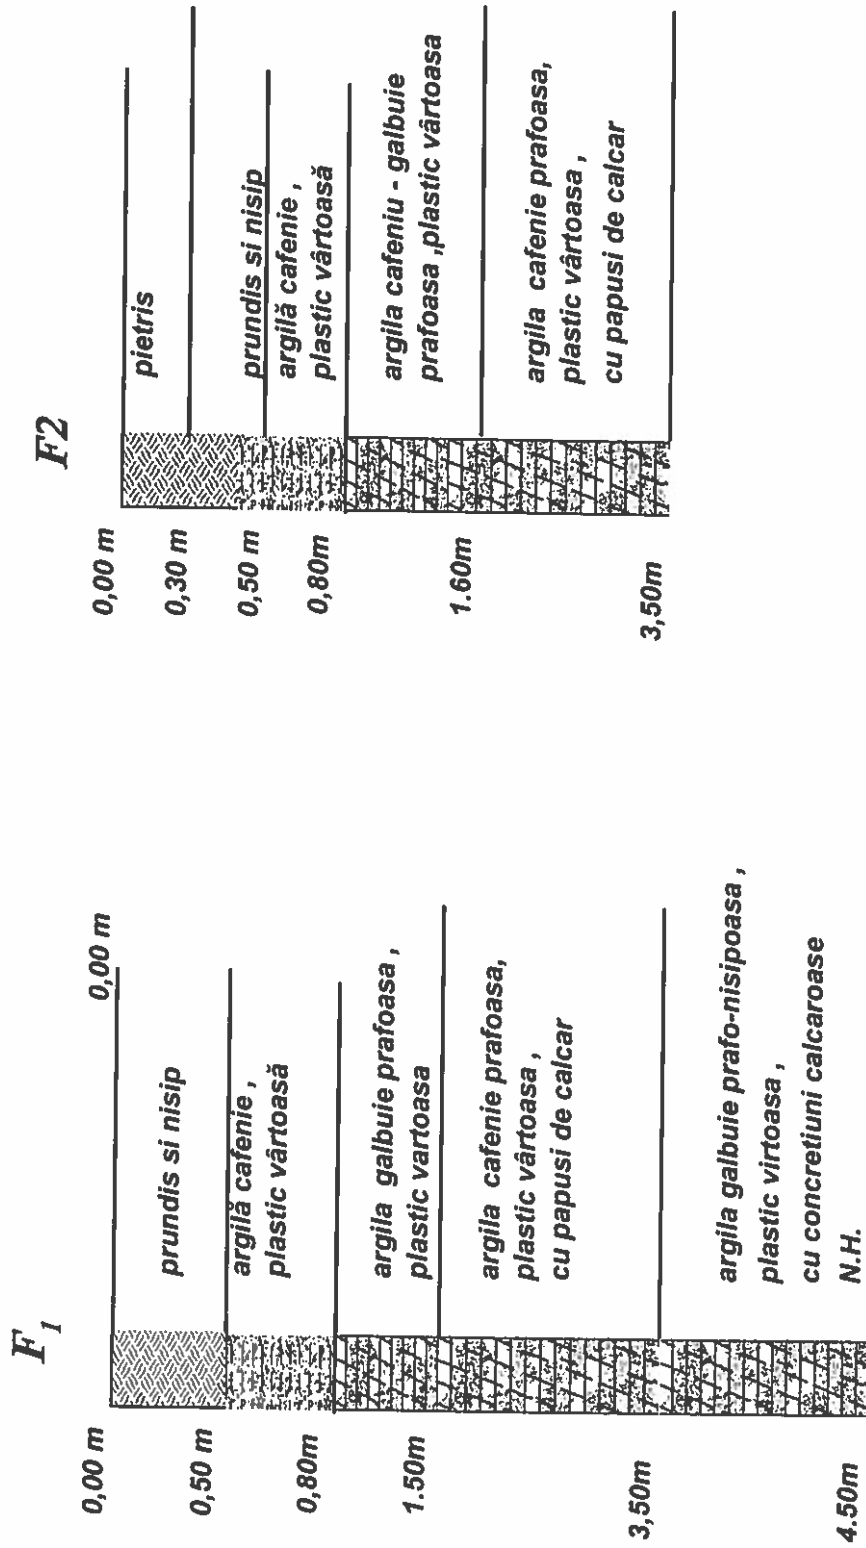 F1
0,00 m
0,00 m
prundis si nisip
0,50 m
argilă cafenie ,
plastic vârtoasă
0,80m
argila galbuie prafoasa ,
plastic vartoasa
1.50m
argila cafenie prafoasa,
plastic vârtoasa ,
cu papusi de calcar
3,50m
argila galbuie prafo-nisipoasa ,
plastic virtoasa ,
cu concretiuni calcaroase
N.H.
4.50m
F2
0,00 m
pietris
0,30 m
prundis si nisip
0,50 m
argilă cafenie ,
plastic vârtoasă
0,80m
argila cafeniu - galbuie
prafoasa ,plastic vârtoasa
1.60m
argila cafenie prafoasa,
plastic vârtoasa ,
cu papusi de calcar
3,50m